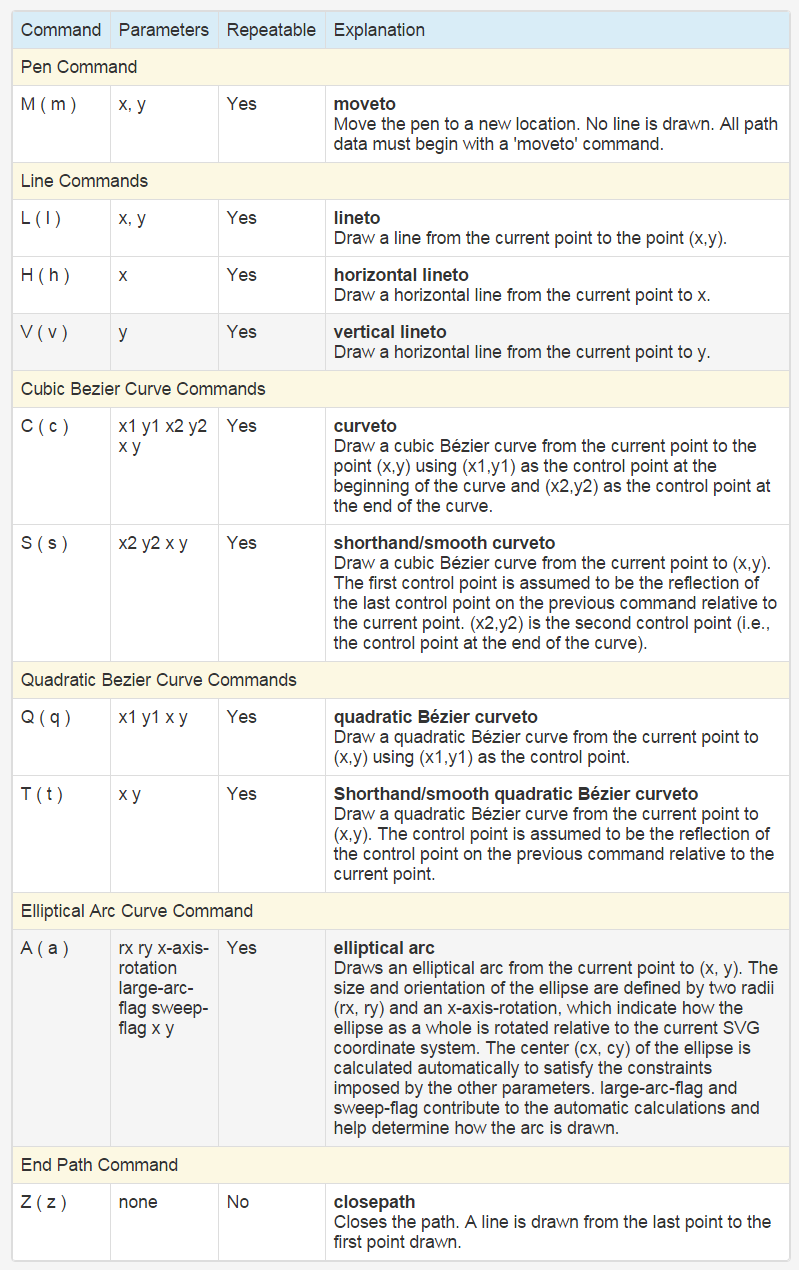 Command Parameters Repeatable Explanation
Pen Command
M ( m ) x, y Yes moveto
Move the pen to a new location. No line is drawn. All path
data must begin with a 'moveto' command.
Line Commands
L ( l ) x, y Yes lineto
Draw a line from the current point to the point (x,y).
H ( h ) x Yes horizontal lineto
Draw a horizontal line from the current point to x.
V ( v ) y Yes vertical lineto
Draw a horizontal line from the current point to y.
Cubic Bezier Curve Commands
C ( c ) x1 y1 x2 y2 Yes curveto
x y Draw a cubic Bézier curve from the current point to the
point (x,y) using (x1,y1) as the control point at the
beginning of the curve and (x2,y2) as the control point at
the end of the curve.
S ( s ) x2 y2 x y Yes shorthand/smooth curveto
Draw a cubic Bézier curve from the current point to (x,y).
The first control point is assumed to be the reflection of
the last control point on the previous command relative to
the current point. (x2,y2) is the second control point (i.e.,
the control point at the end of the curve).
Quadratic Bezier Curve Commands
Q ( q ) x1 y1 x y Yes quadratic Bézier curveto
Draw a quadratic Bézier curve from the current point to
(x,y) using (x1,y1) as the control point.
T ( t ) x y Yes Shorthand/smooth quadratic Bézier curveto
Draw a quadratic Bézier curve from the current point to
(x,y). The control point is assumed to be the reflection of
the control point on the previous command relative to the
current point.
Elliptical Arc Curve Command
A ( a ) rx ry x-axis- Yes elliptical arc
rotation Draws an elliptical arc from the current point to (x, y). The
large-arc- size and orientation of the ellipse are defined by two radii
flag sweep- (rx, ry) and an x-axis-rotation, which indicate how the
flag x y ellipse as a whole is rotated relative to the current SVG
coordinate system. The center (cx, cy) of the ellipse is
calculated automatically to satisfy the constraints
imposed by the other parameters. large-arc-flag and
sweep-flag contribute to the automatic calculations and
help determine how the arc is drawn.
End Path Command
Z ( z ) none No closepath
Closes the path. A line is drawn from the last point to the
first point drawn.